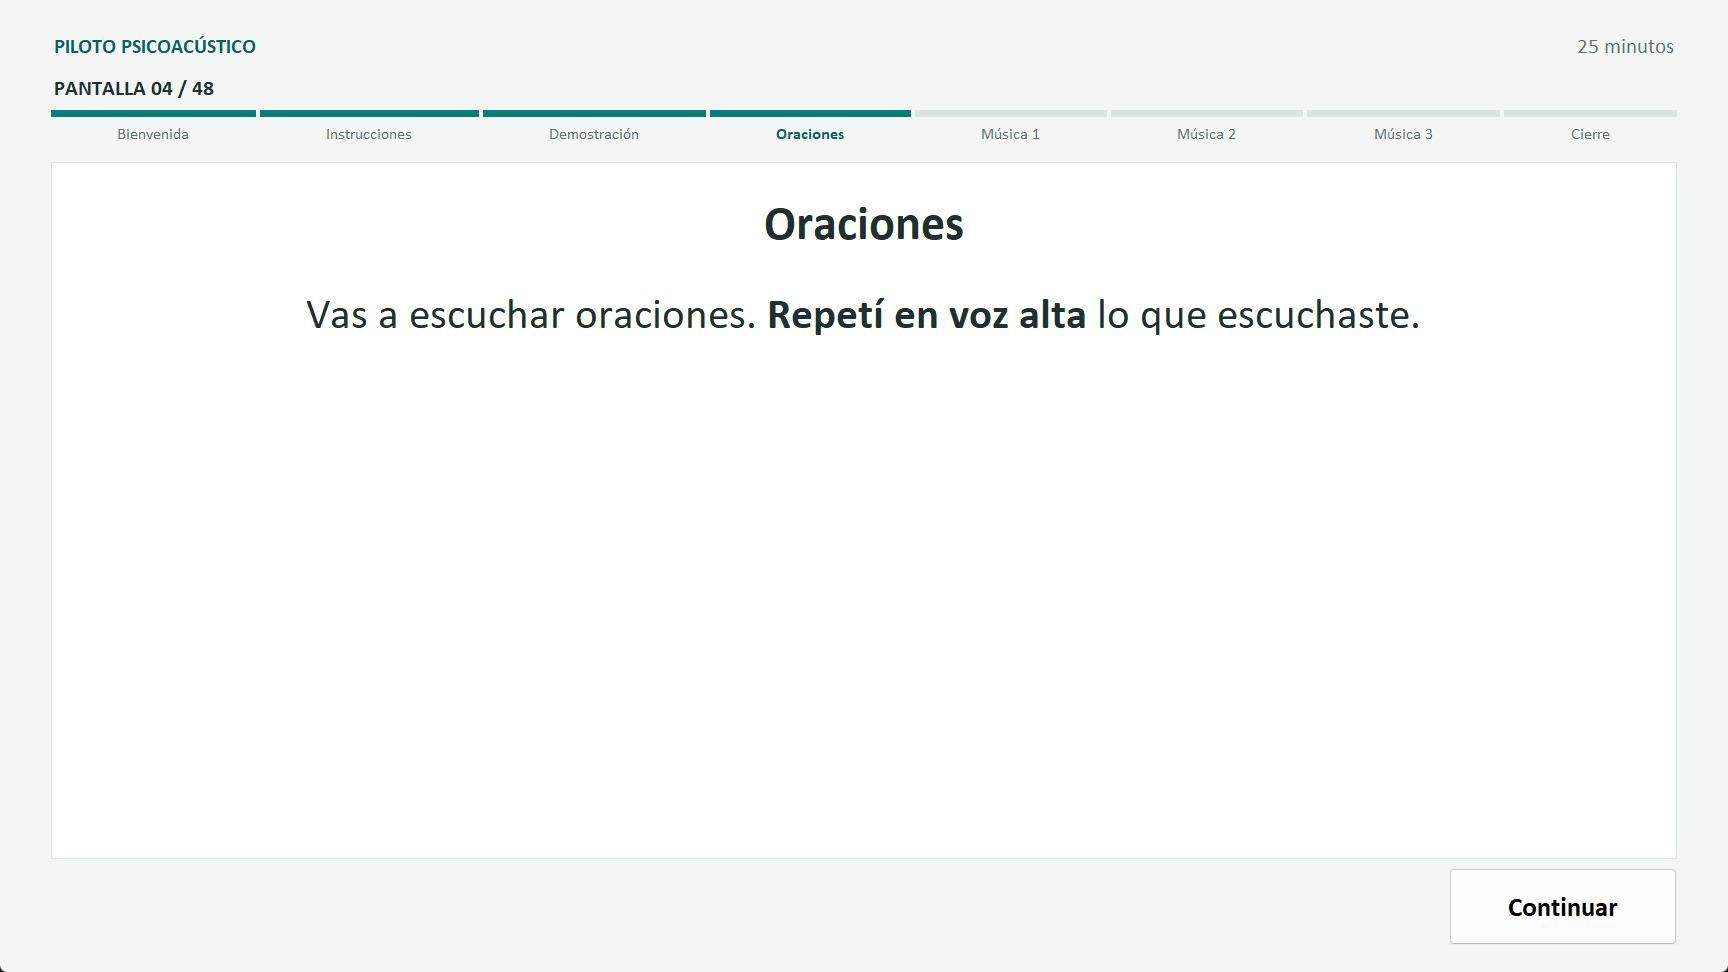 PILOTO PSICOACÚSTICO
25 minutos
PANTALLA 04 / 48
Bienvenida
Instrucciones
Demostración
Oraciones
Música 1
Música 2
Música 3
Cierre
Oraciones
Vas a escuchar oraciones. Repetí en voz alta lo que escuchaste.
Continuar